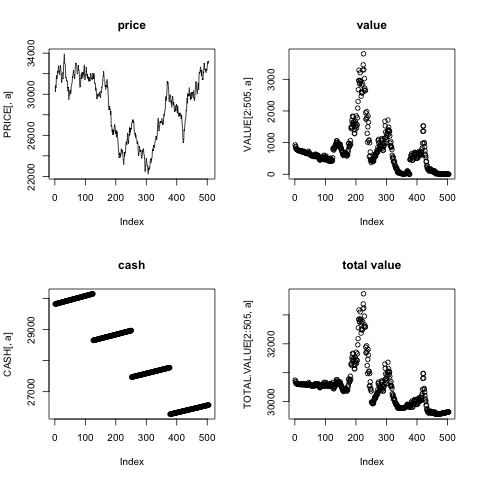 price
PRICE[, a]
22000 26000 30000 34000
0 100 200 300 400 500
Index
value
VALUE[2:505, a]
0 1000 2000 3000
0 100 200 300 400 500
Index
cash
CASH[, a]
27000 29000
0 100 200 300 400 500
Index
total value
TOTAL.VALUE[2:505, a]
30000 32000
0 100 200 300 400 500
Index